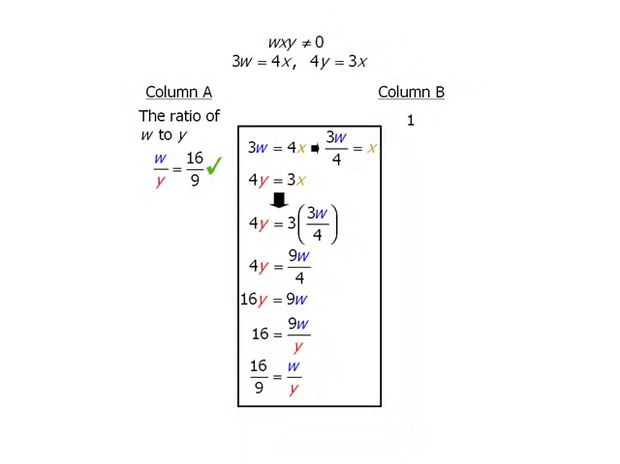 wxy ≠ 0
3w = 4x, 4y = 3x
Column A
Column B
The ratio of
w to y
1
w/y = 16/9 ✓
3w = 4x ➡ 3w/4 = x
4y = 3x
⬇
4y = 3(3w/4)
4y = 9w/4
16y = 9w
16 = 9w/y
16/9 = w/y